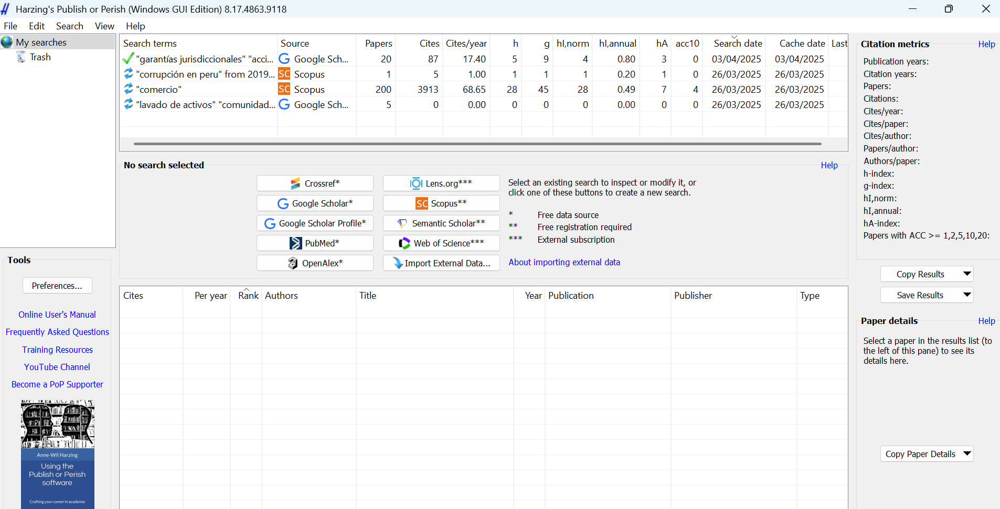 Harzing's Publish or Perish (Windows GUI Edition) 8.17.4863.9118
File Edit Search View Help
My searches
Trash
Search terms Source Papers Cites Cites/year h g hI,norm hI,annual hA acc10 Search date Cache date Last
"garantías jurisdiccionales" "acci... Google Sch... 20 87 17.40 5 9 4 0.80 3 0 03/04/2025 03/04/2025
"corrupción en peru" from 2019... SC Scopus 1 5 1.00 1 1 1 0.20 1 0 26/03/2025 26/03/2025
"comercio" SC Scopus 200 3913 68.65 28 45 28 0.49 7 4 26/03/2025 26/03/2025
"lavado de activos" "comunidad... Google Sch... 5 0 0.00 0 0 0 0.00 0 0 26/03/2025 26/03/2025
No search selected Help
Crossref* Lens.org***
Google Scholar* SC Scopus**
Google Scholar Profile* Semantic Scholar**
PubMed* Web of Science***
OpenAlex* Import External Data...
Select an existing search to inspect or modify it, or
click one of these buttons to create a new search.
* Free data source
** Free registration required
*** External subscription
About importing external data
Cites Per year Rank Authors Title Year Publication Publisher Type
Tools
Preferences...
Online User's Manual
Frequently Asked Questions
Training Resources
YouTube Channel
Become a PoP Supporter
Anne-Wil Harzing
Using the
Publish or Perish
software
Crafting your career in academia
Citation metrics Help
Publication years:
Citation years:
Papers:
Citations:
Cites/year:
Cites/paper:
Cites/author:
Papers/author:
Authors/paper:
h-index:
g-index:
hI,norm:
hI,annual:
hA-index:
Papers with ACC >= 1,2,5,10,20:
Copy Results
Save Results
Paper details Help
Select a paper in the results list (to
the left of this pane) to see its
details here.
Copy Paper Details